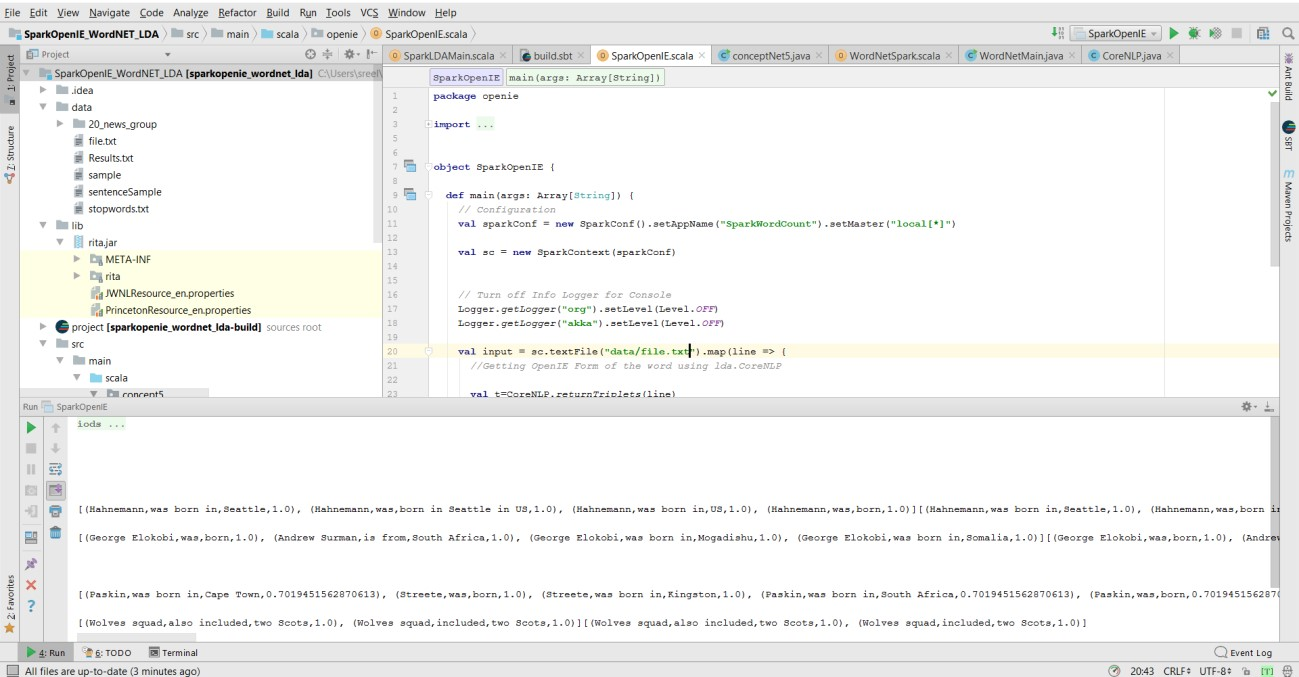 File Edit View Navigate Code Analyze Refactor Build Run Tools VCS Window Help
SparkOpenIE_WordNET_LDA src main scala openie SparkOpenIE.scala SparkOpenIE
Project SparkLDAMain.scala build.sbt SparkOpenIE.scala conceptNet5.java WordNetSpark.scala WordNetMain.java CoreNLP.java
1: Project
Z: Structure
2: Favorites
SparkOpenIE_WordNET_LDA [sparkopenie_wordnet_lda] C:\Users\sreel\
.idea
data
20_news_group
file.txt
Results.txt
sample
sentenceSample
stopwords.txt
lib
rita.jar
META-INF
rita
JWNLResource_en.properties
PrincetonResource_en.properties
project [sparkopenie_wordnet_lda-build] sources root
src
main
scala
concept5
SparkOpenIE main(args: Array[String])
1 package openie
2
3 import ...
5
6
7 object SparkOpenIE {
8
9 def main(args: Array[String]) {
10 // Configuration
11 val sparkConf = new SparkConf().setAppName("SparkWordCount").setMaster("local[*]")
12
13 val sc = new SparkContext(sparkConf)
14
15
16 // Turn off Info Logger for Console
17 Logger.getLogger("org").setLevel(Level.OFF)
18 Logger.getLogger("akka").setLevel(Level.OFF)
19
20 val input = sc.textFile("data/file.txt").map(line => {
21 //Getting OpenIE Form of the word using lda.CoreNLP
22
23 val t=CoreNLP.returnTriplets(line)
Ant Build
SBT
Maven Projects
Run SparkOpenIE
iods ...
[(Hahnemann,was born in,Seattle,1.0), (Hahnemann,was,born in Seattle in US,1.0), (Hahnemann,was born in,US,1.0), (Hahnemann,was,born,1.0)][(Hahnemann,was born in,Seattle,1.0), (Hahnemann,was,born in
[(George Elokobi,was,born,1.0), (Andrew Surman,is from,South Africa,1.0), (George Elokobi,was born in,Mogadishu,1.0), (George Elokobi,was born in,Somalia,1.0)][(George Elokobi,was,born,1.0), (Andrew
[(Paskin,was born in,Cape Town,0.7019451562870613), (Streete,was,born,1.0), (Streete,was born in,Kingston,1.0), (Paskin,was born in,South Africa,0.7019451562870613), (Paskin,was,born,0.7019451562870
[(Wolves squad,also included,two Scots,1.0), (Wolves squad,included,two Scots,1.0)][(Wolves squad,also included,two Scots,1.0), (Wolves squad,included,two Scots,1.0)]
4: Run 6: TODO Terminal Event Log
All files are up-to-date (3 minutes ago) 20:43 CRLF UTF-8 [T]